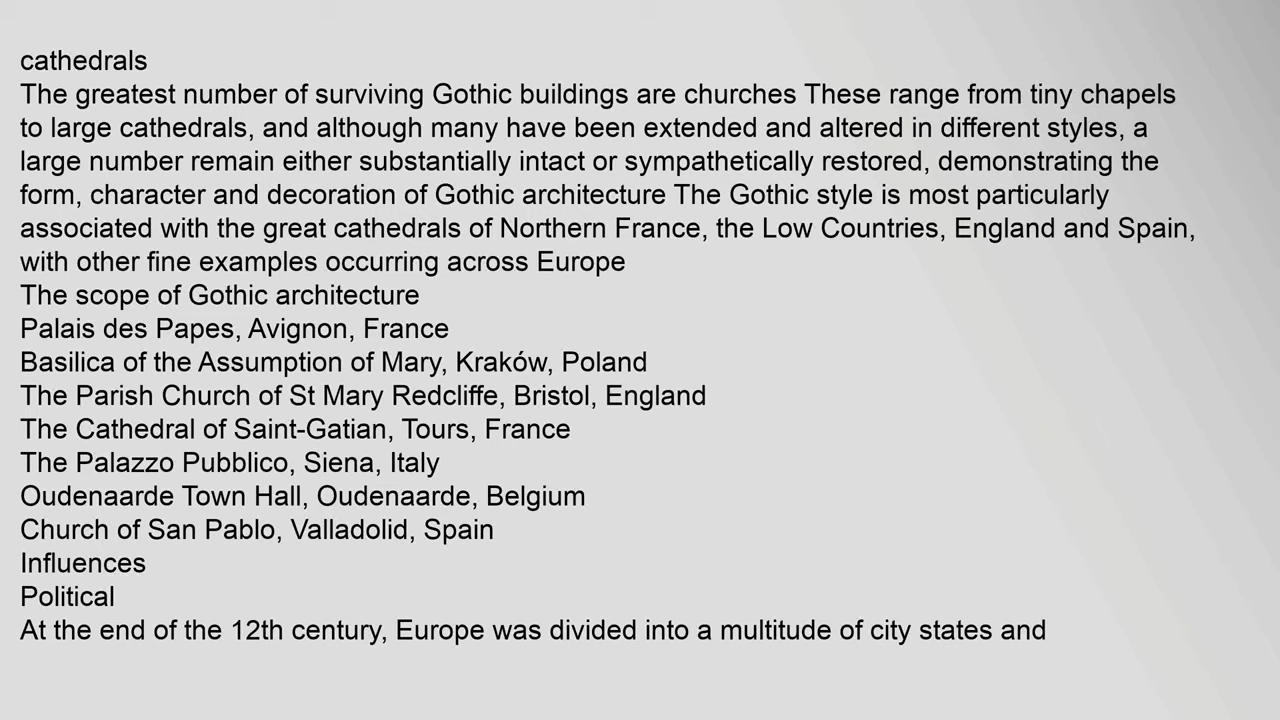 cathedrals
The greatest number of surviving Gothic buildings are churches These range from tiny chapels
to large cathedrals, and although many have been extended and altered in different styles, a
large number remain either substantially intact or sympathetically restored, demonstrating the
form, character and decoration of Gothic architecture The Gothic style is most particularly
associated with the great cathedrals of Northern France, the Low Countries, England and Spain,
with other fine examples occurring across Europe
The scope of Gothic architecture
Palais des Papes, Avignon, France
Basilica of the Assumption of Mary, Kraków, Poland
The Parish Church of St Mary Redcliffe, Bristol, England
The Cathedral of Saint-Gatian, Tours, France
The Palazzo Pubblico, Siena, Italy
Oudenaarde Town Hall, Oudenaarde, Belgium
Church of San Pablo, Valladolid, Spain
Influences
Political
At the end of the 12th century, Europe was divided into a multitude of city states and